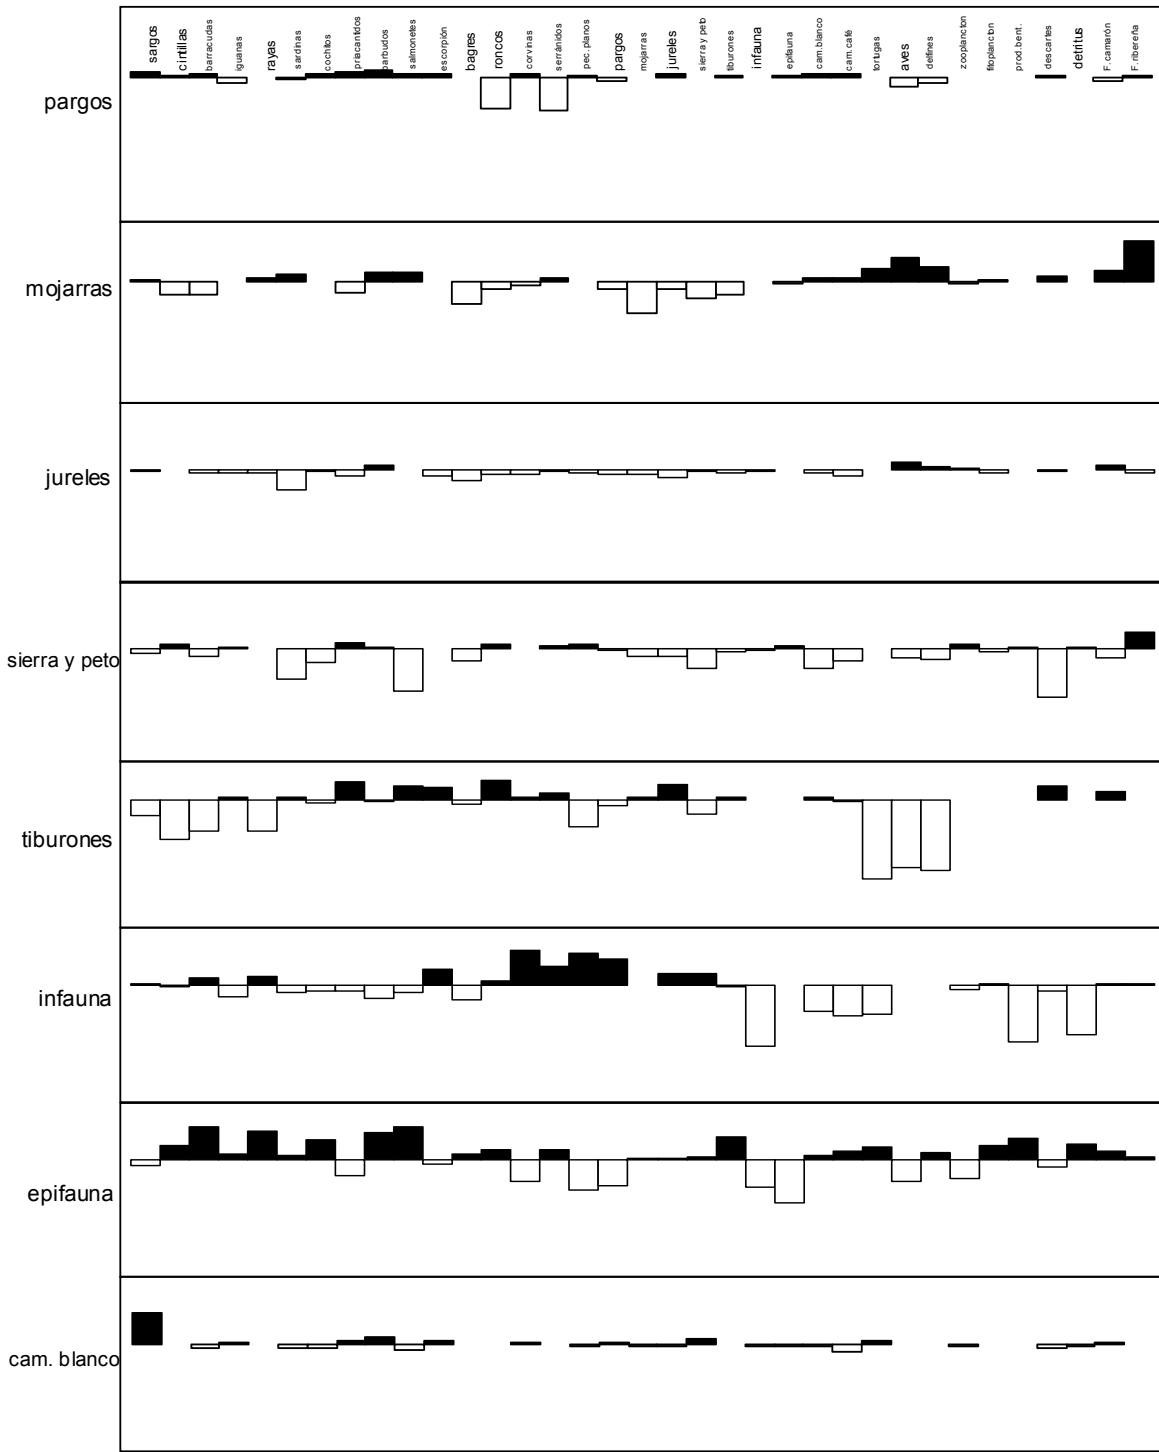 sargos
cintillas
barracudas
iguanas
rayas
sardinas
cochitos
priacantidos
barbudos
salmonetes
escorpión
bagres
roncos
corvinas
serránidos
pec. planos
pargos
mojarras
jureles
sierra y peto
tiburones
infauna
epifauna
cam. blanco
cam. café
tortugas
aves
delfines
zooplancton
fitoplancton
prod. bent.
descartes
detritus
F. camarón
F. ribereña
pargos
mojarras
jureles
sierra y peto
tiburones
infauna
epifauna
cam. blanco